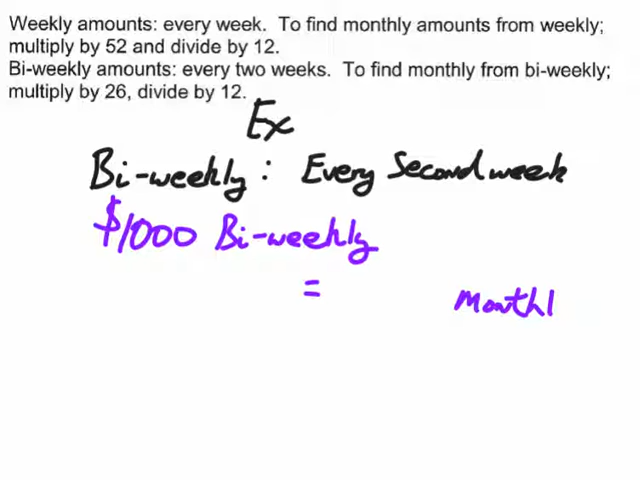 Weekly amounts: every week. To find monthly amounts from weekly;
multiply by 52 and divide by 12.
Bi-weekly amounts: every two weeks. To find monthly from bi-weekly;
multiply by 26, divide by 12.
Ex
Bi-weekly: Every Second week
$1000 Bi-weekly
= Monthl